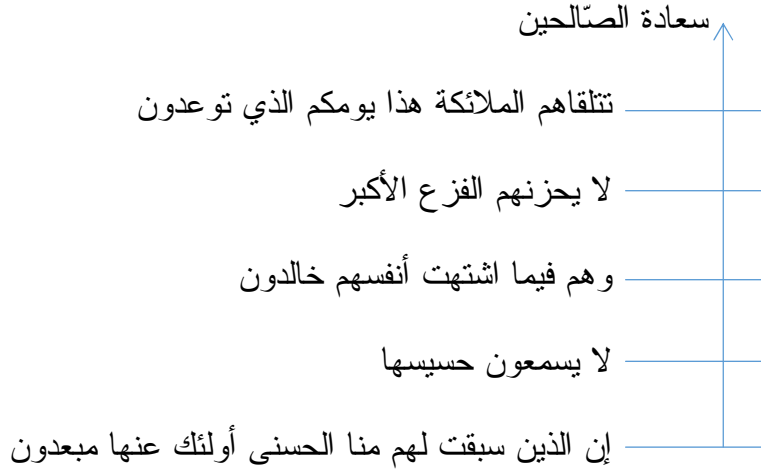 سعادة الصّالحين
تتلقاهم الملائكة هذا يومكم الذي توعدون
لا يحزنهم الفزع الأكبر
وهم فيما اشتهت أنفسهم خالدون
لا يسمعون حسيسها
إن الذين سبقت لهم منا الحسنى أولئك عنها مبعدون